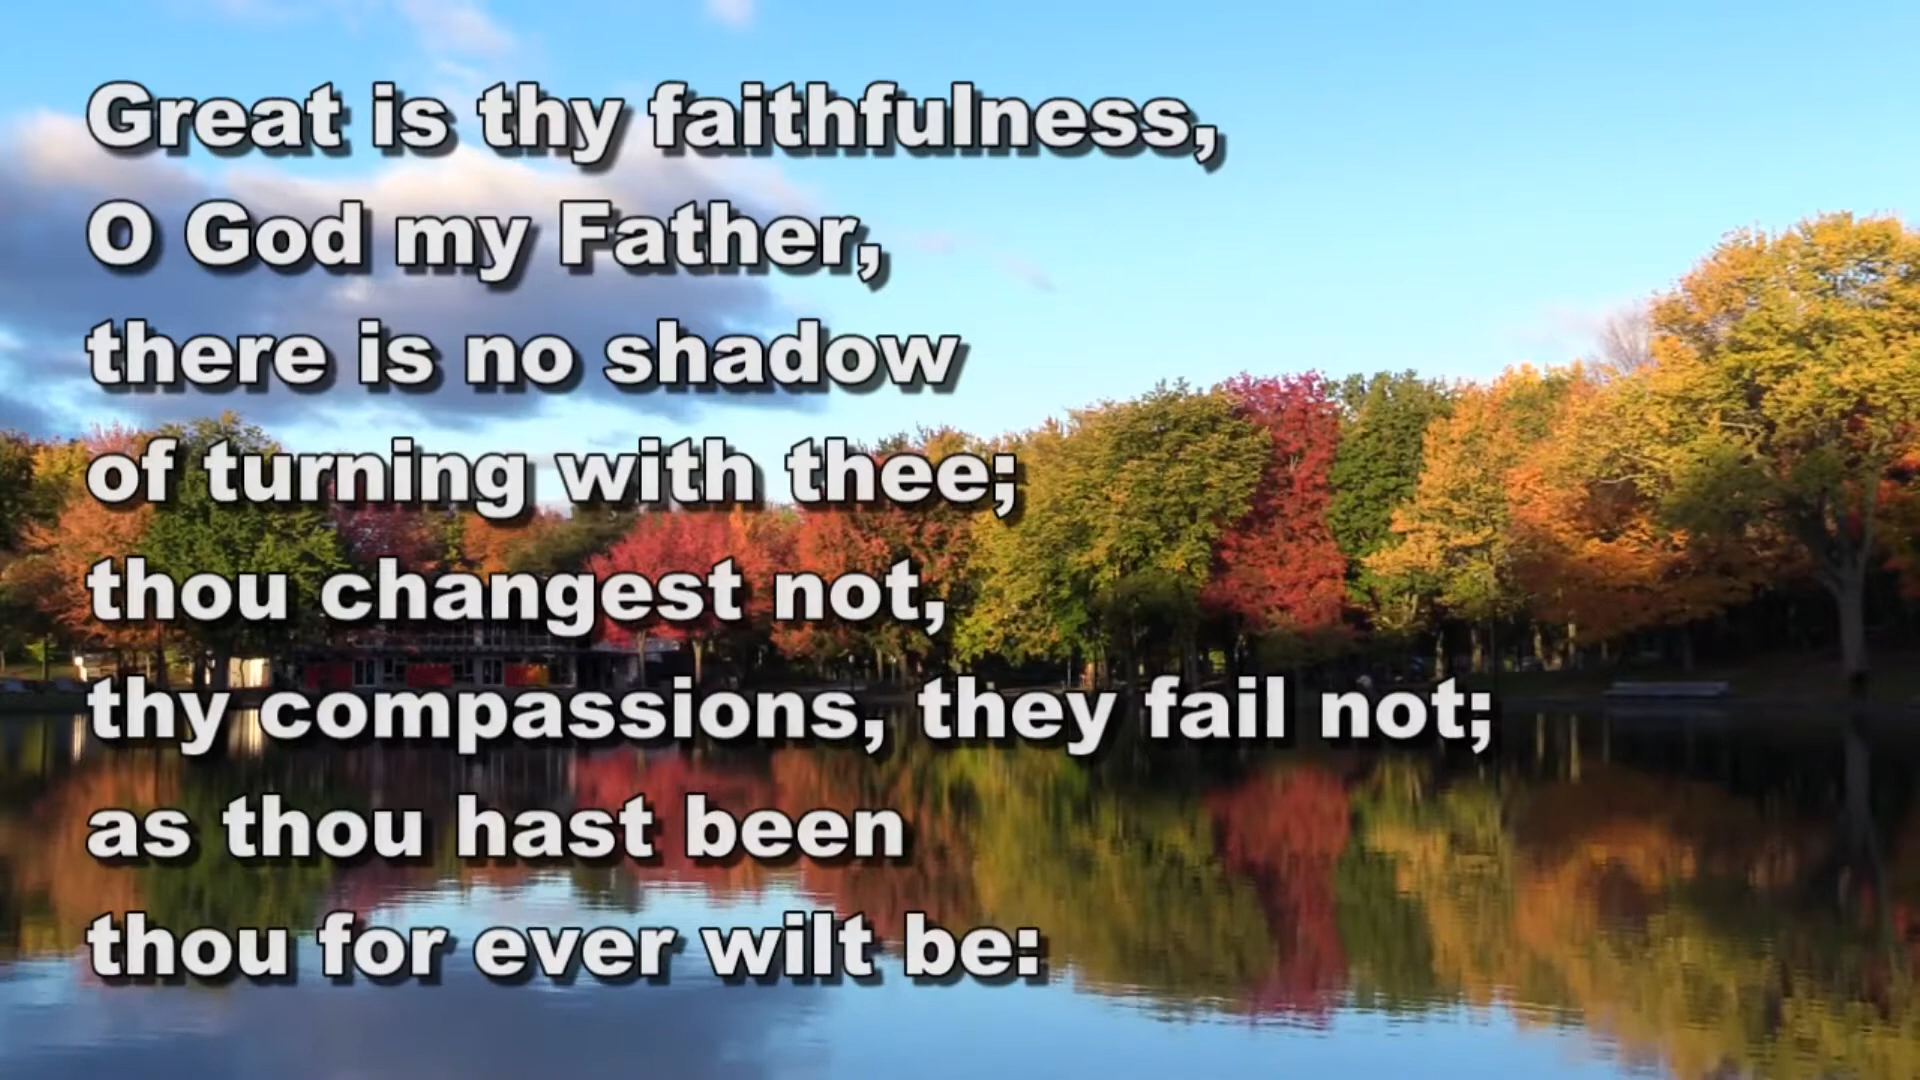 Great is thy faithfulness,
O God my Father,
there is no shadow
of turning with thee;
thou changest not,
thy compassions, they fail not;
as thou hast been
thou for ever wilt be: